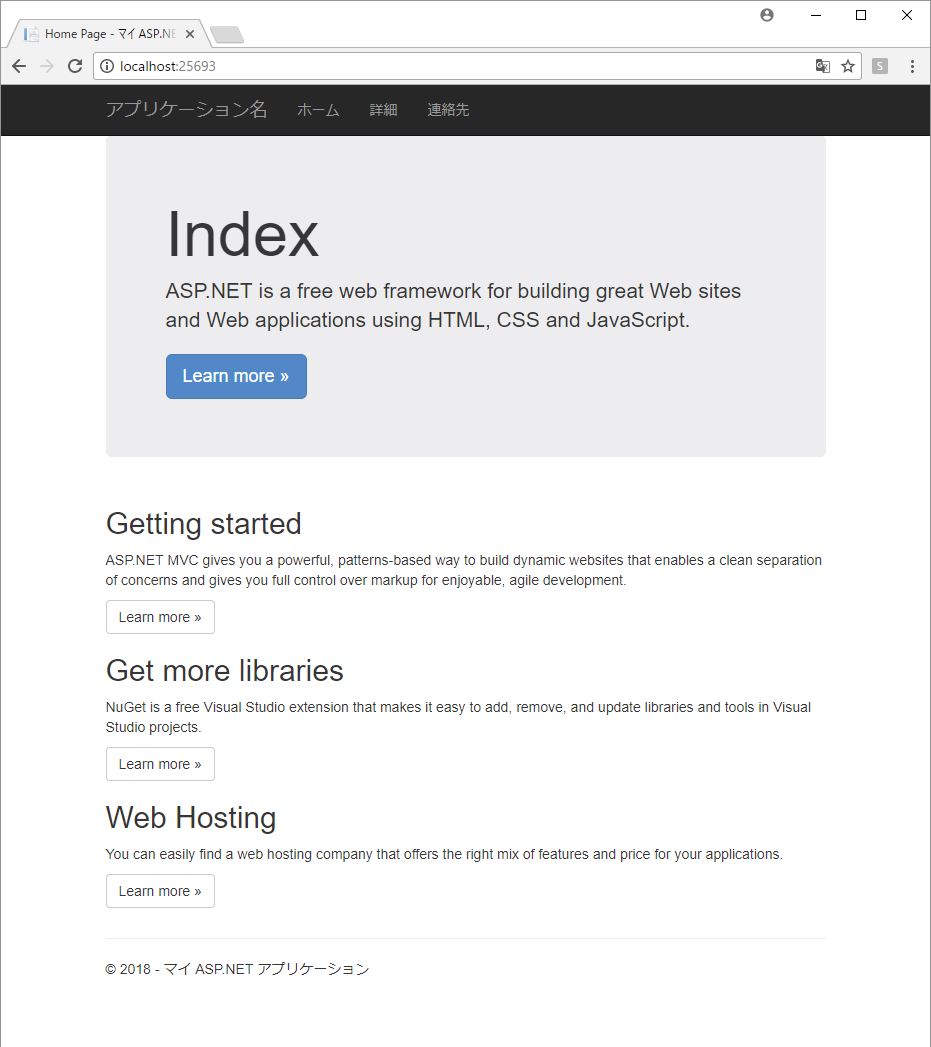 Home Page - マイ ASP.NE
localhost:25693
S
アプリケーション名 ホーム 詳細 連絡先
Index
ASP.NET is a free web framework for building great Web sites
and Web applications using HTML, CSS and JavaScript.
Learn more »
Getting started
ASP.NET MVC gives you a powerful, patterns-based way to build dynamic websites that enables a clean separation
of concerns and gives you full control over markup for enjoyable, agile development.
Learn more »
Get more libraries
NuGet is a free Visual Studio extension that makes it easy to add, remove, and update libraries and tools in Visual
Studio projects.
Learn more »
Web Hosting
You can easily find a web hosting company that offers the right mix of features and price for your applications.
Learn more »
© 2018 - マイ ASP.NET アプリケーション